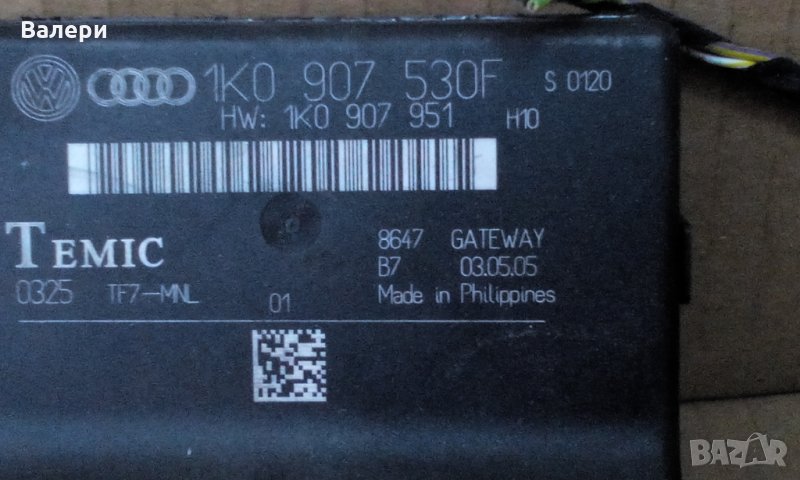 Валери
1K0 907 530F S 0120
HW: 1K0 907 951 H10
TEMIC
8647 GATEWAY
B7 03.05.05
0325 TF7-MNL 01 Made in Philippines
BAZAR